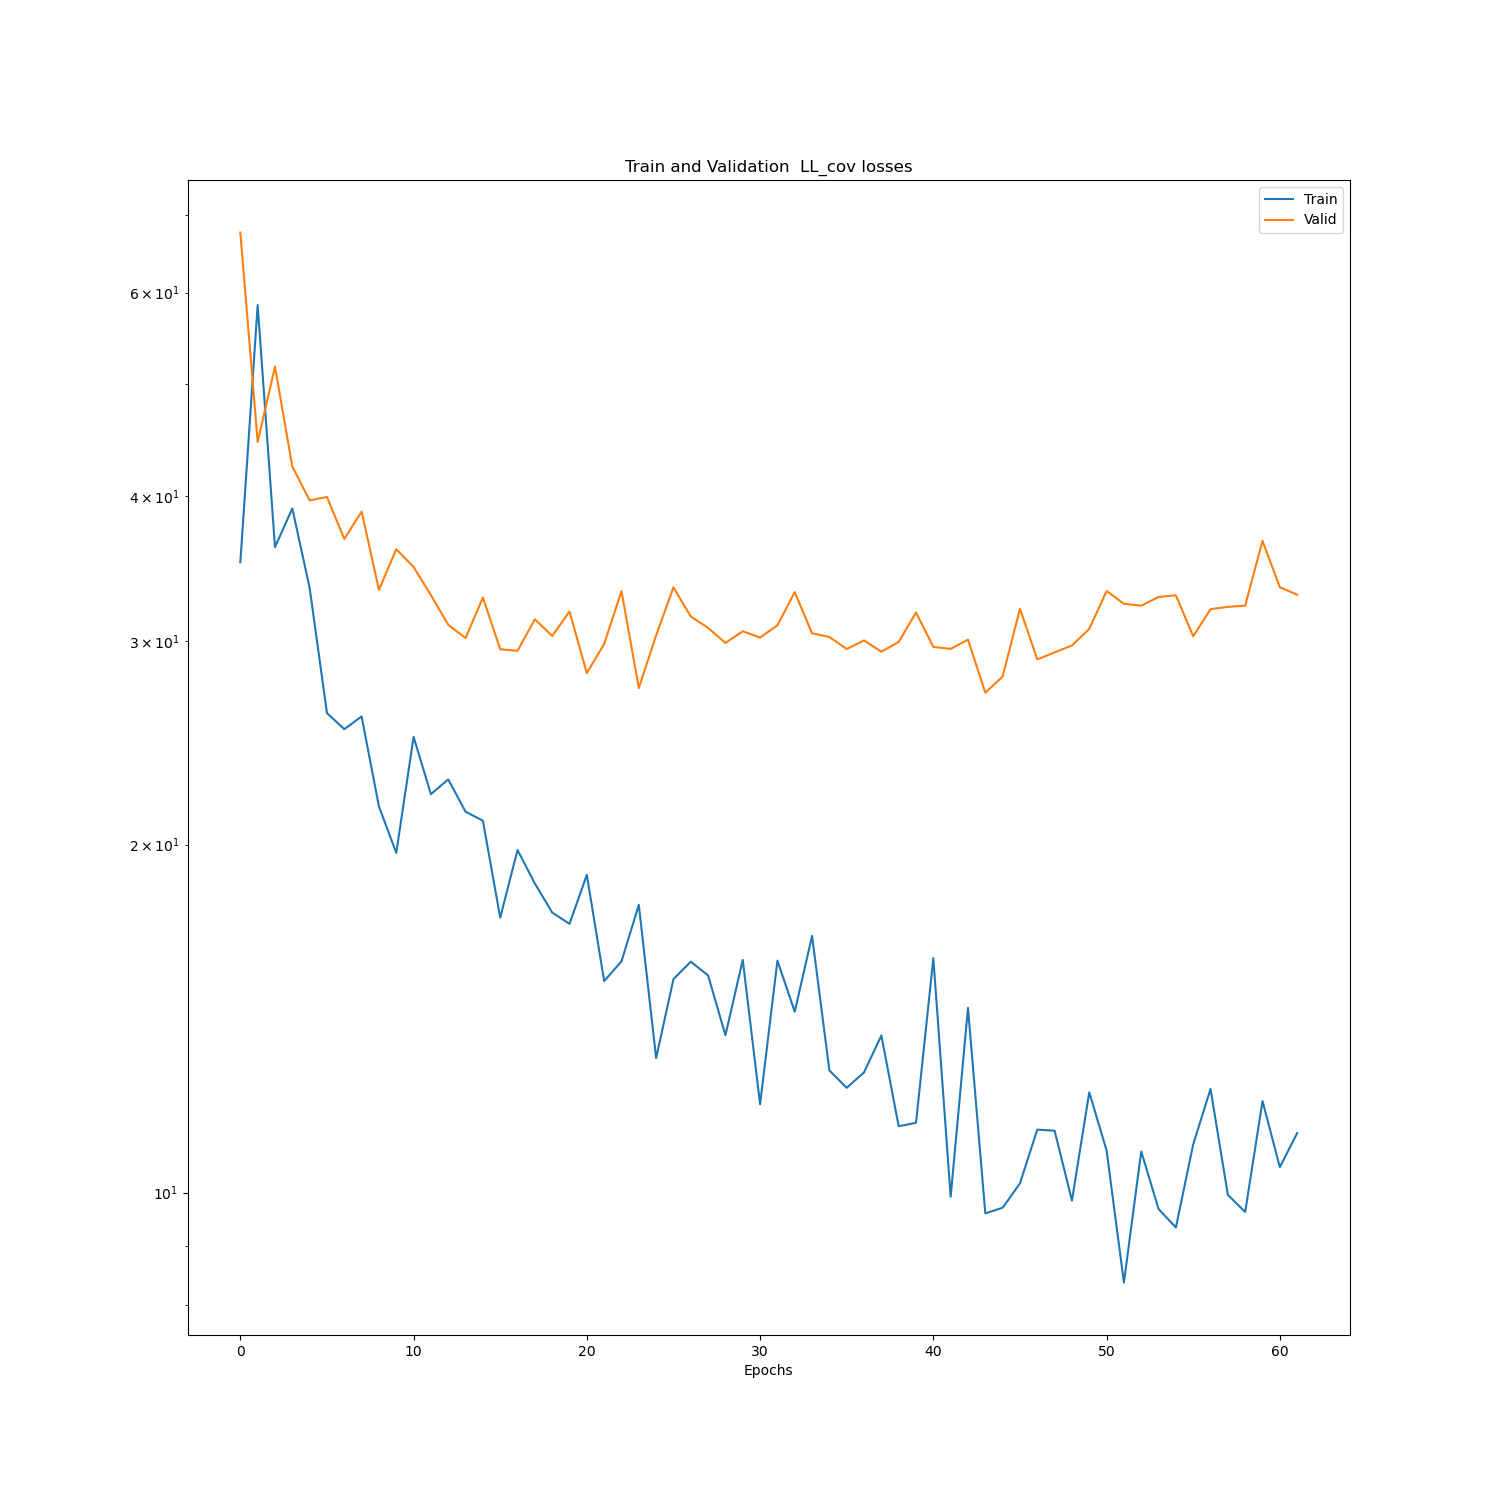 Train and Validation  LL_cov losses
Train
Valid
6 × 10¹
4 × 10¹
3 × 10¹
2 × 10¹
10¹
0 10 20 30 40 50 60
Epochs